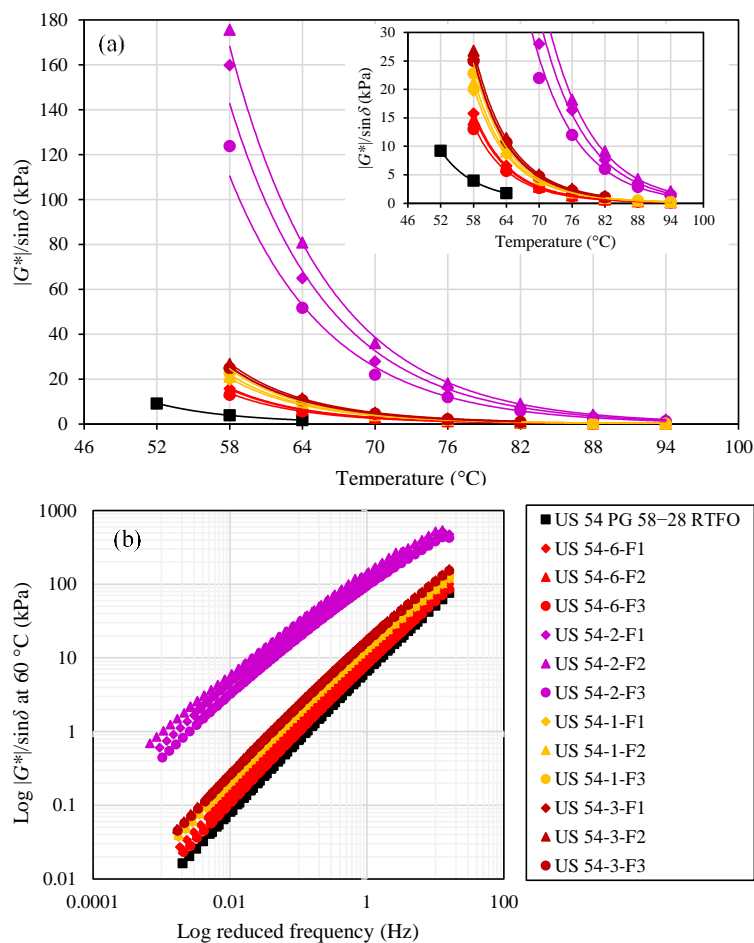 (a)
|G*|/sinδ (kPa)
180
160
140
120
100
80
60
40
20
0
46 52 58 64 70 76 82 88 94 100
Temperature (°C)
|G*|/sinδ (kPa)
30
25
20
15
10
5
0
46 52 58 64 70 76 82 88 94 100
Temperature (°C)
(b)
Log |G*|/sinδ at 60 °C (kPa)
1000
100
10
1
0.1
0.01
0.0001 0.01 1 100
Log reduced frequency (Hz)
US 54 PG 58−28 RTFO
US 54-6-F1
US 54-6-F2
US 54-6-F3
US 54-2-F1
US 54-2-F2
US 54-2-F3
US 54-1-F1
US 54-1-F2
US 54-1-F3
US 54-3-F1
US 54-3-F2
US 54-3-F3